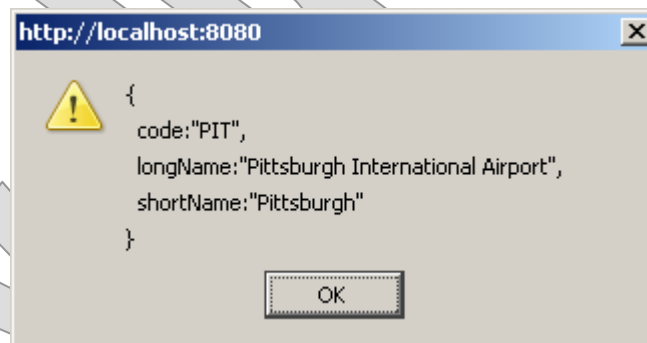 http://localhost:8080
{
code:"PIT",
longName:"Pittsburgh International Airport",
shortName:"Pittsburgh"
}
OK